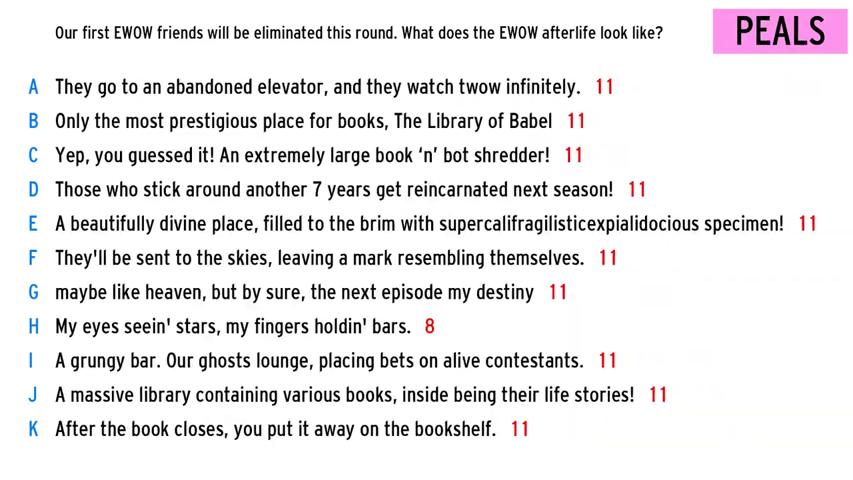 Our first EWOW friends will be eliminated this round. What does the EWOW afterlife look like?
PEALS
A They go to an abandoned elevator, and they watch twow infinitely. 11
B Only the most prestigious place for books, The Library of Babel 11
C Yep, you guessed it! An extremely large book ‘n’ bot shredder! 11
D Those who stick around another 7 years get reincarnated next season! 11
E A beautifully divine place, filled to the brim with supercalifragilisticexpialidocious specimen! 11
F They'll be sent to the skies, leaving a mark resembling themselves. 11
G maybe like heaven, but by sure, the next episode my destiny 11
H My eyes seein' stars, my fingers holdin' bars. 8
I A grungy bar. Our ghosts lounge, placing bets on alive contestants. 11
J A massive library containing various books, inside being their life stories! 11
K After the book closes, you put it away on the bookshelf. 11